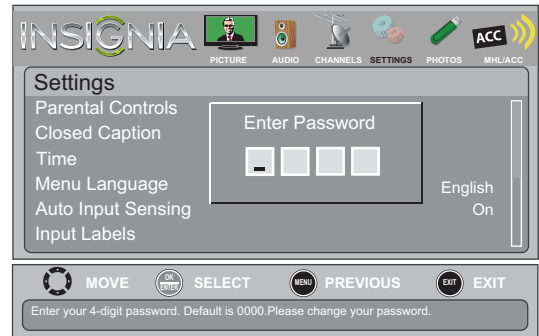 INSIGNIA
PICTURE AUDIO CHANNELS SETTINGS PHOTOS MHL/ACC
ACC
Settings
Parental Controls
Closed Caption
Time
Menu Language English
Auto Input Sensing On
Input Labels
Enter Password
MOVE OK ENTER SELECT MENU PREVIOUS EXIT EXIT
Enter your 4-digit password. Default is 0000.Please change your password.